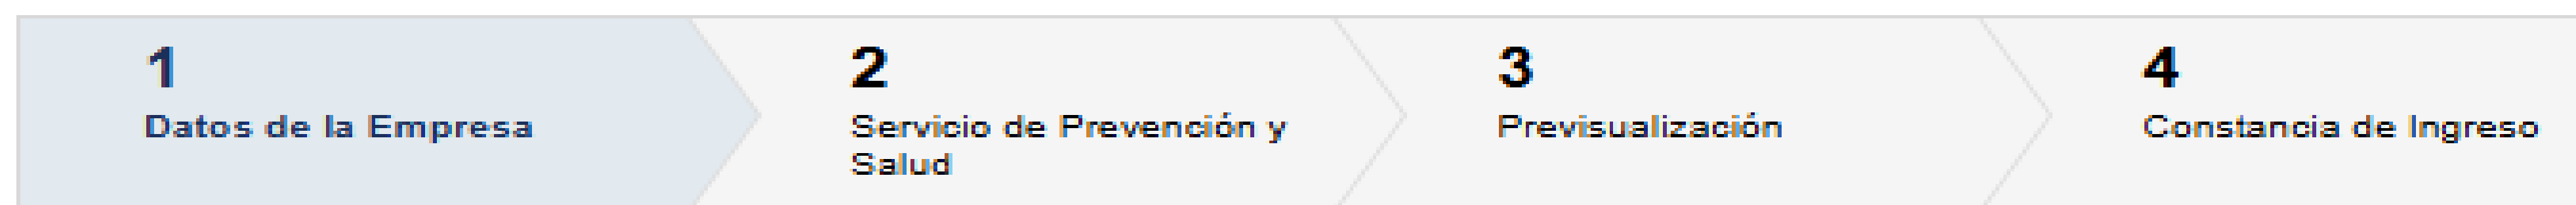 1
Datos de la Empresa
2
Servicio de Prevención y
Salud
3
Previsualización
4
Constancia de Ingreso